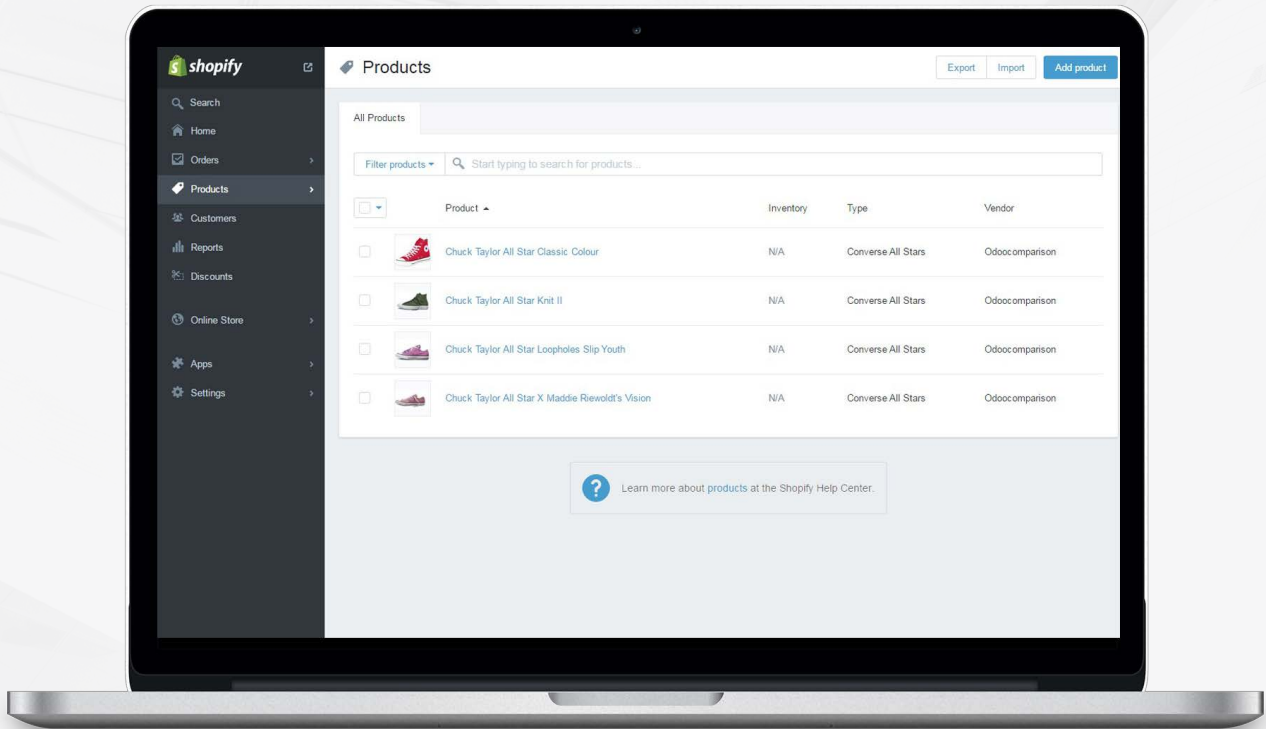 shopify
Products
Export
Import
Add product
Search
Home
Orders
Products
Customers
Reports
Discounts
Online Store
Apps
Settings
All Products
Filter products
Start typing to search for products...
Product Inventory Type Vendor
Chuck Taylor All Star Classic Colour N/A Converse All Stars Odoocomparison
Chuck Taylor All Star Knit II N/A Converse All Stars Odoocomparison
Chuck Taylor All Star Loopholes Slip Youth N/A Converse All Stars Odoocomparison
Chuck Taylor All Star X Maddie Riewoldt's Vision N/A Converse All Stars Odoocomparison
? Learn more about products at the Shopify Help Center.